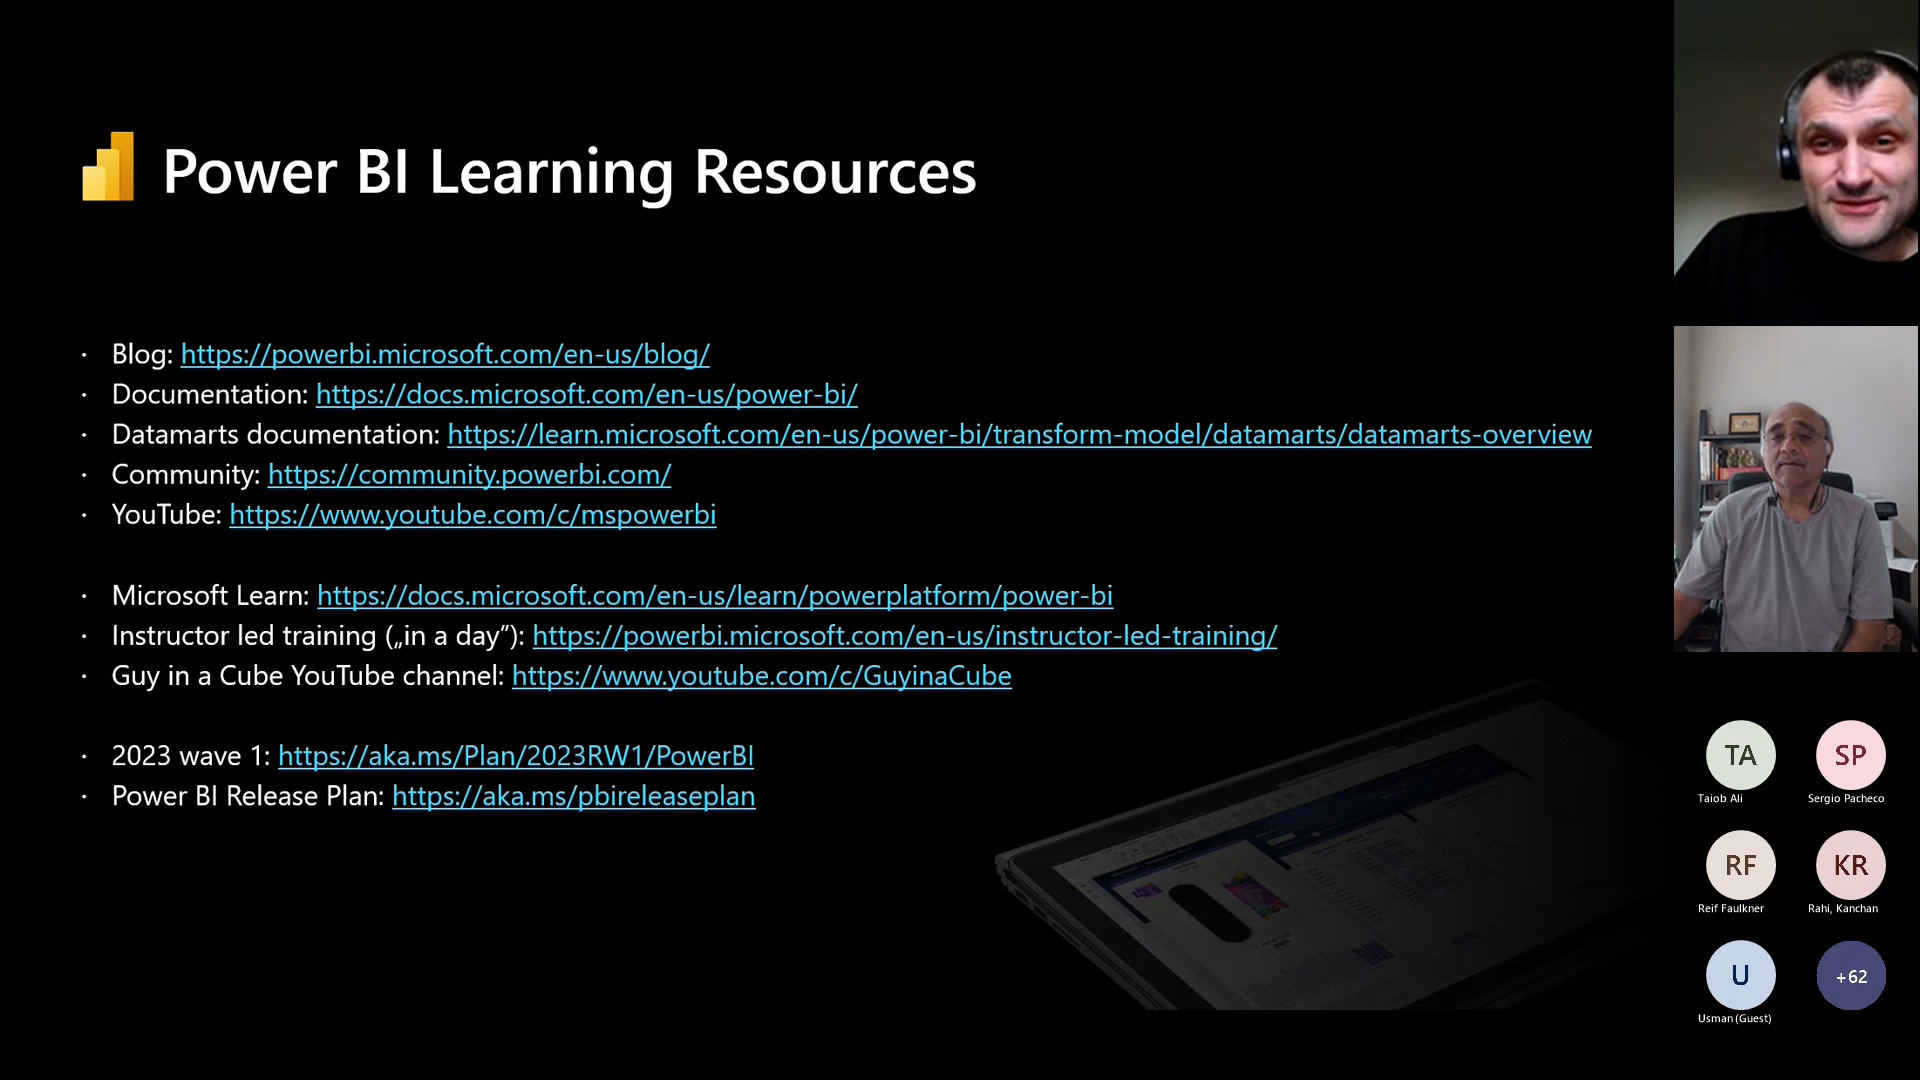 Power BI Learning Resources
· Blog: https://powerbi.microsoft.com/en-us/blog/
· Documentation: https://docs.microsoft.com/en-us/power-bi/
· Datamarts documentation: https://learn.microsoft.com/en-us/power-bi/transform-model/datamarts/datamarts-overview
· Community: https://community.powerbi.com/
· YouTube: https://www.youtube.com/c/mspowerbi
· Microsoft Learn: https://docs.microsoft.com/en-us/learn/powerplatform/power-bi
· Instructor led training („in a day”): https://powerbi.microsoft.com/en-us/instructor-led-training/
· Guy in a Cube YouTube channel: https://www.youtube.com/c/GuyinaCube
· 2023 wave 1: https://aka.ms/Plan/2023RW1/PowerBI
· Power BI Release Plan: https://aka.ms/pbireleaseplan
TA SP
Taiob Ali Sergio Pacheco
RF KR
Reif Faulkner Rahi, Kanchan
U +62
Usman (Guest)